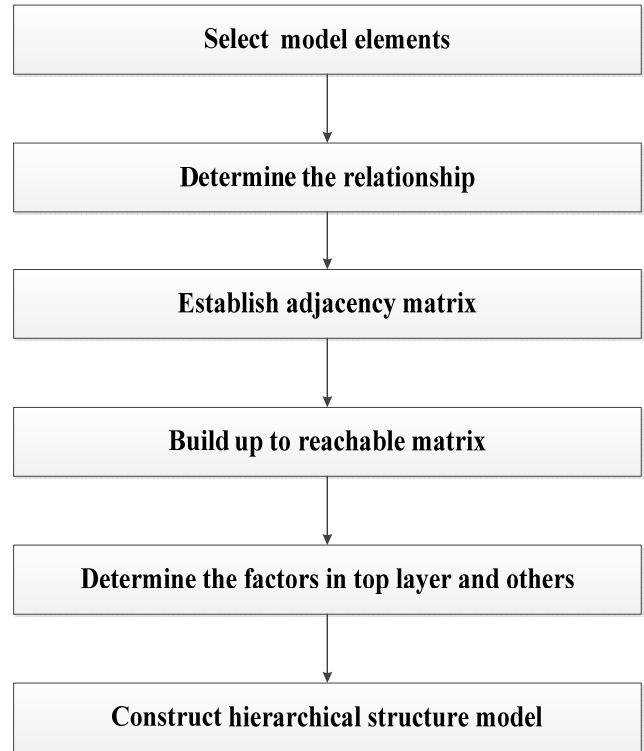 Select model elements
Determine the relationship
Establish adjacency matrix
Build up to reachable matrix
Determine the factors in top layer and others
Construct hierarchical structure model